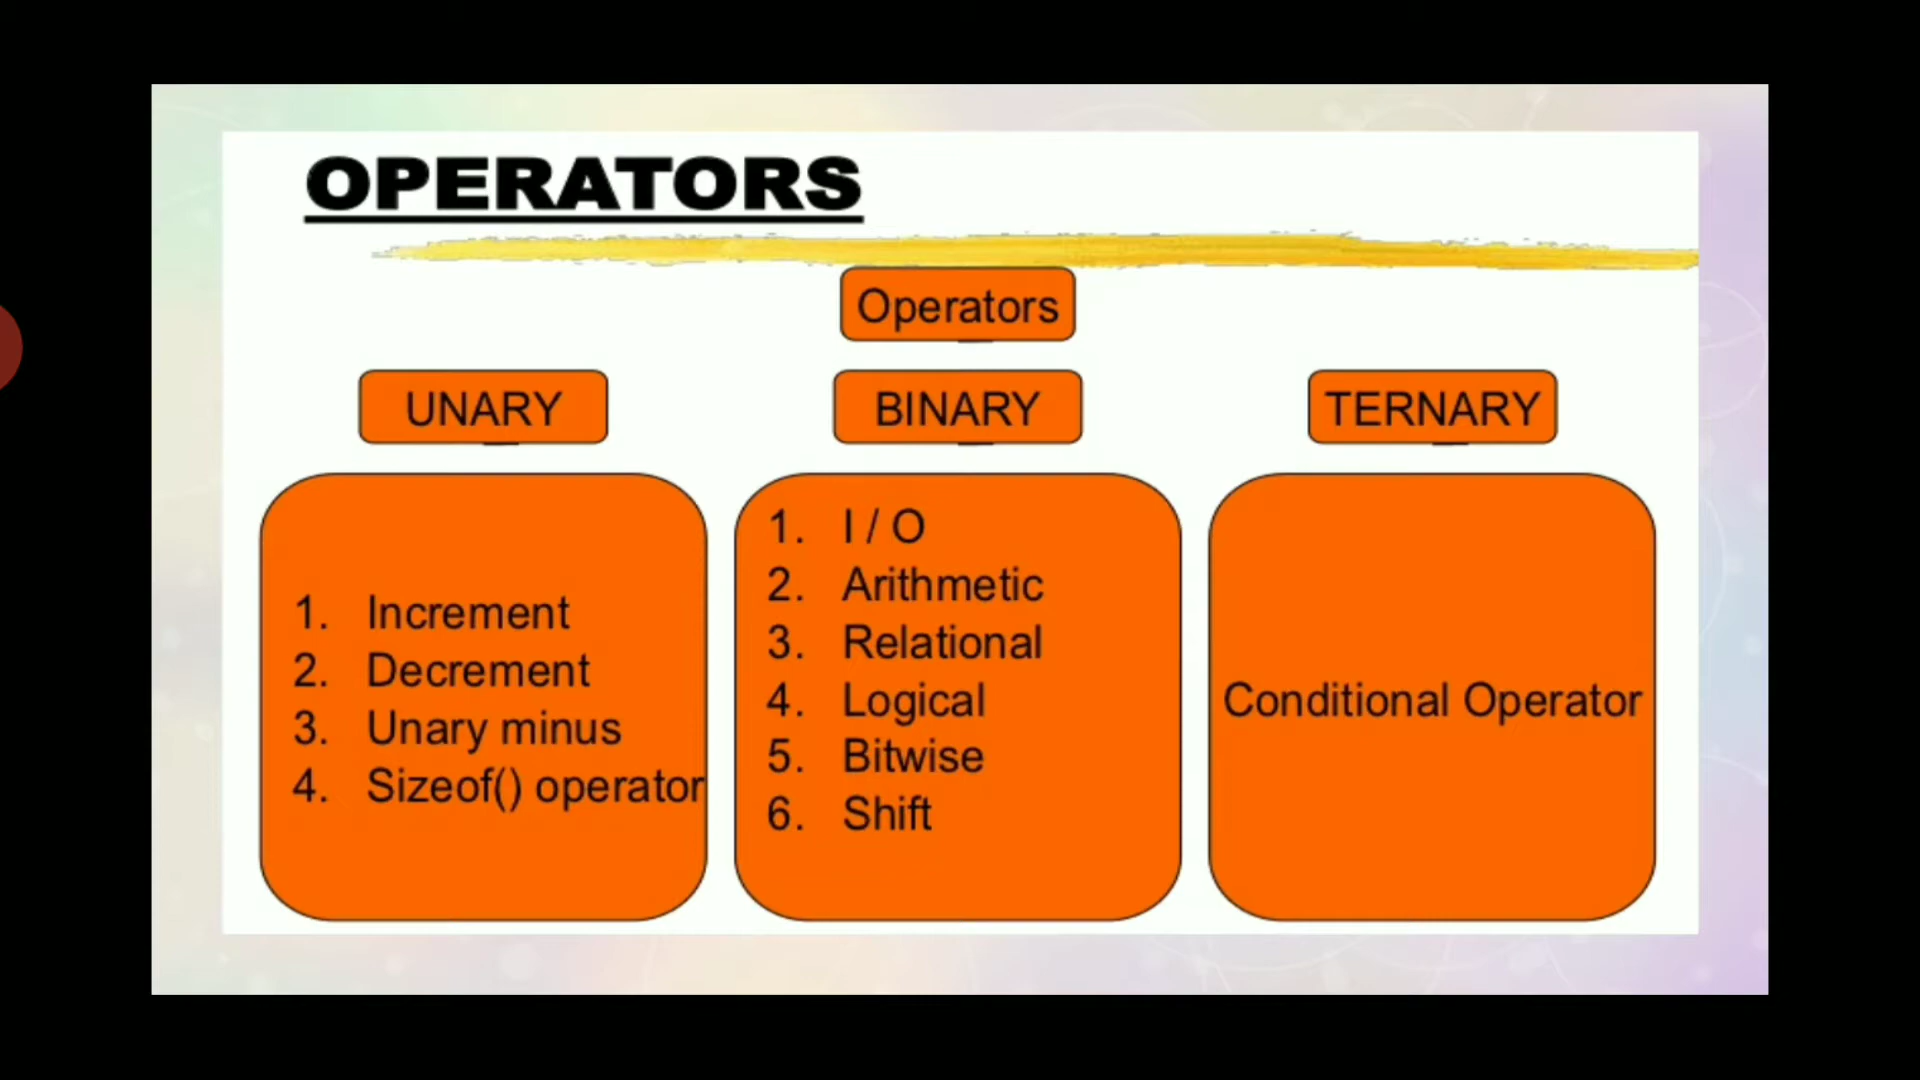 OPERATORS
Operators
UNARY
BINARY
TERNARY
1. Increment
2. Decrement
3. Unary minus
4. Sizeof() operator
1. I / O
2. Arithmetic
3. Relational
4. Logical
5. Bitwise
6. Shift
Conditional Operator